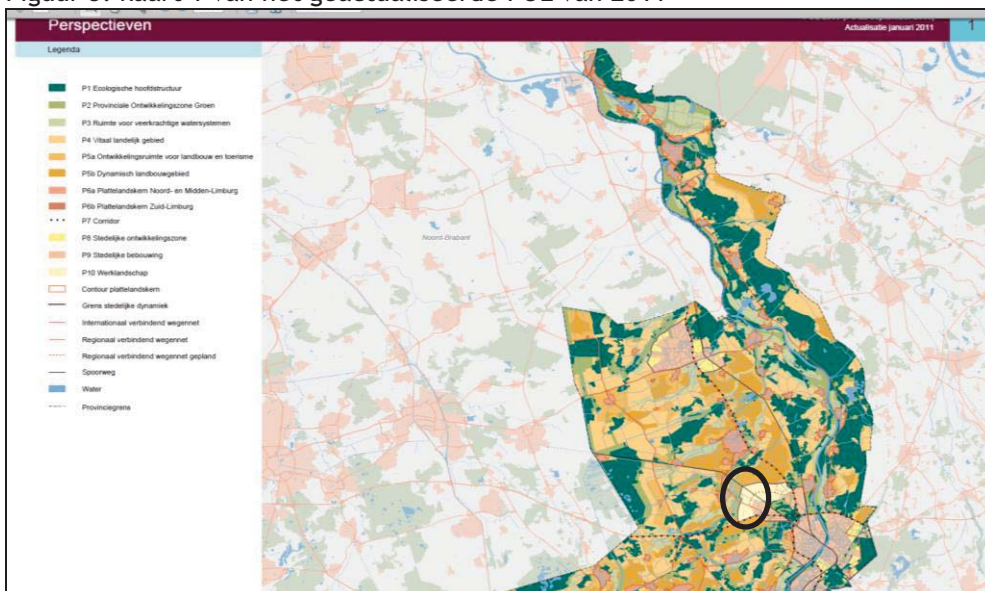 Perspectieven
Actualisatie januari 2011
1
Legenda
P1 Ecologische hoofdstructuur
P2 Provinciale Ontwikkelingszone Groen
P3 Ruimte voor veerkrachtige watersystemen
P4 Vitaal landelijk gebied
P5a Ontwikkelingsruimte voor landbouw en toerisme
P5b Dynamisch landbouwgebied
P6a Plattelandskern Noord- en Midden-Limburg
P6b Plattelandskern Zuid-Limburg
P7 Corridor
P8 Stedelijke ontwikkelingszone
P9 Stedelijke bebouwing
P10 Werklandschap
Contour plattelandskern
Grens stedelijke dynamiek
Internationaal verbindend wegennet
Regionaal verbindend wegennet
Regionaal verbindend wegennet gepland
Spoorweg
Water
Provinciegrens
Noord-Brabant